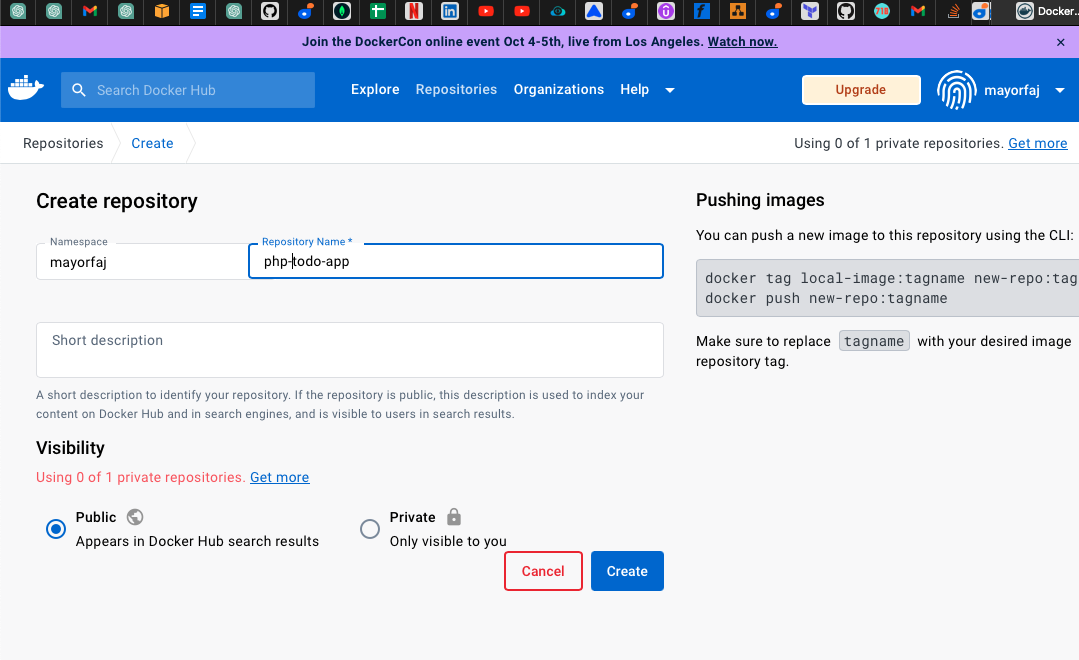 Docker..
Join the DockerCon online event Oct 4-5th, live from Los Angeles. Watch now.
Search Docker Hub
Explore Repositories Organizations Help
Upgrade
mayorfaj
Repositories Create
Using 0 of 1 private repositories. Get more
Create repository
Namespace
mayorfaj
Repository Name *
php-todo-app
Short description
A short description to identify your repository. If the repository is public, this description is used to index your
content on Docker Hub and in search engines, and is visible to users in search results.
Visibility
Using 0 of 1 private repositories. Get more
Public
Appears in Docker Hub search results
Private
Only visible to you
Cancel
Create
Pushing images
You can push a new image to this repository using the CLI:
docker tag local-image:tagname new-repo:tag
docker push new-repo:tagname
Make sure to replace tagname with your desired image
repository tag.